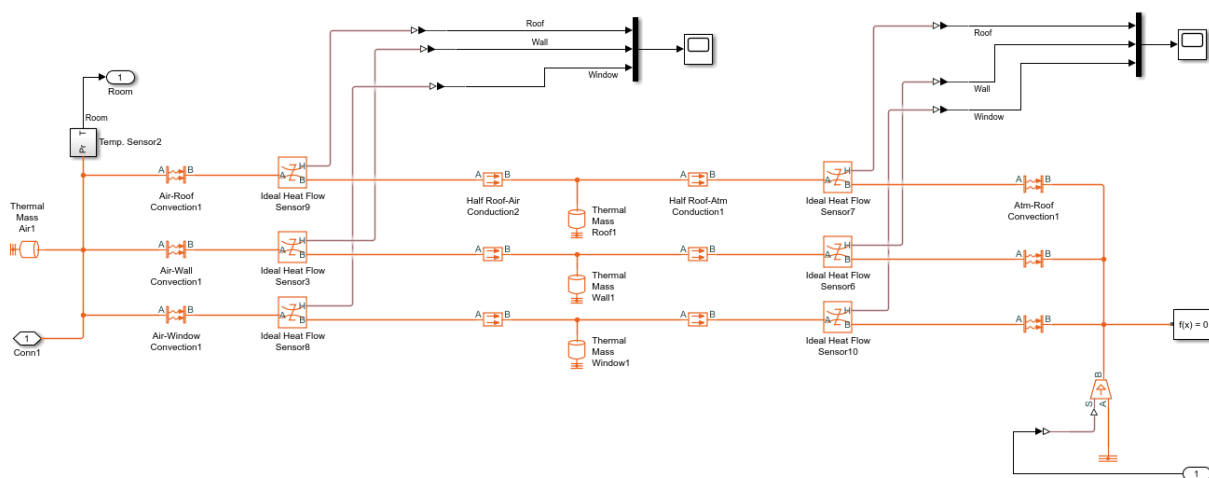 Roof
Wall
Window
Roof
Wall
Window
1
Room
Room
T
Pr
Temp. Sensor2
A B
Air-Roof
Convection1
A H B
Ideal Heat Flow
Sensor9
A B
Half Roof-Air
Conduction2
Thermal
Mass
Roof1
A B
Half Roof-Atm
Conduction1
A H B
Ideal Heat Flow
Sensor7
A B
Atm-Roof
Convection1
Thermal
Mass
Air1
A B
Air-Wall
Convection1
A H B
Ideal Heat Flow
Sensor3
A B
Thermal
Mass
Wall1
A B
A H B
Ideal Heat Flow
Sensor6
A B
1
Conn1
A B
Air-Window
Convection1
A H B
Ideal Heat Flow
Sensor8
A B
Thermal
Mass
Window1
A B
A H B
Ideal Heat Flow
Sensor10
A B
f(x) = 0
B
S A
1